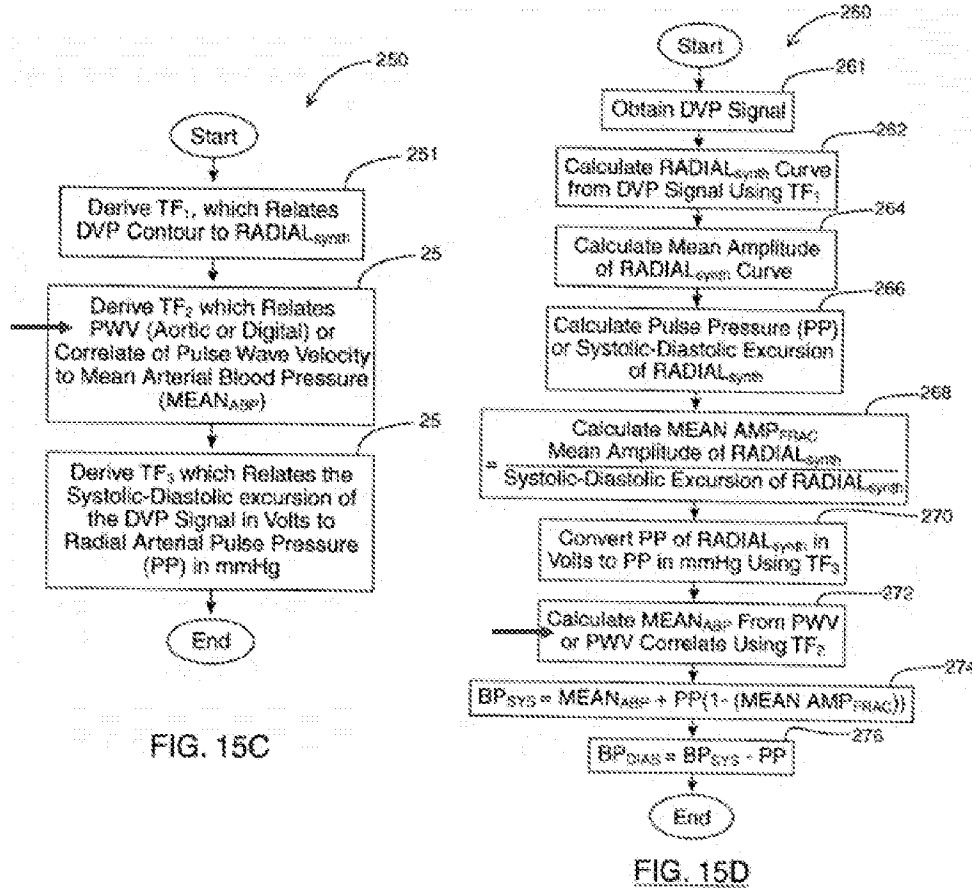 250
Start
251
Derive TF1, which Relates
DVP Contour to RADIALsynth
25
Derive TF2 which Relates
PWV (Aortic or Digital) or
Correlate of Pulse Wave Velocity
to Mean Arterial Blood Pressure
(MEANABP)
25
Derive TF3 which Relates the
Systolic-Diastolic excursion of
the DVP Signal in Volts to
Radial Arterial Pulse Pressure
(PP) in mmHg
End
FIG. 15C
260
Start
261
Obtain DVP Signal
262
Calculate RADIALsynth Curve
from DVP Signal Using TF1
264
Calculate Mean Amplitude
of RADIALsynth Curve
266
Calculate Pulse Pressure (PP)
or Systolic-Diastolic Excursion
of RADIALsynth
268
Calculate MEAN AMPFRAC
= Mean Amplitude of RADIALsynth
Systolic-Diastolic Excursion of RADIALsynth
270
Convert PP of RADIALsynth in
Volts to PP in mmHg Using TF3
272
Calculate MEANABP From PWV
or PWV Correlate Using TF2
274
BPSYS = MEANABP + PP(1- (MEAN AMPFRAC))
276
BPDIAS = BPSYS - PP
End
FIG. 15D